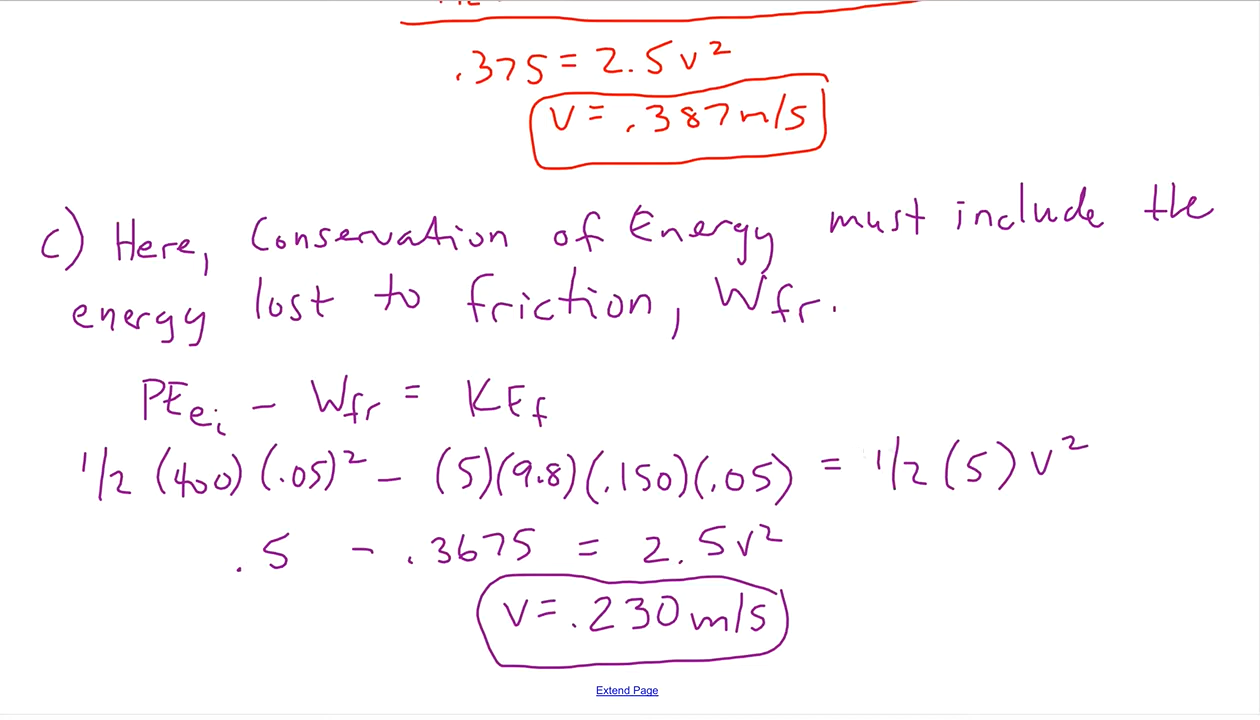 .375 = 2.5v²
v = .387 m/s
c) Here, Conservation of Energy must include the
energy lost to friction, Wfr.
PEei - Wfr = KEf
1/2 (400) (.05)² - (5)(9.8)(.150)(.05) = 1/2 (5) v²
.5 - .3675 = 2.5v²
v = .230 m/s
Extend Page